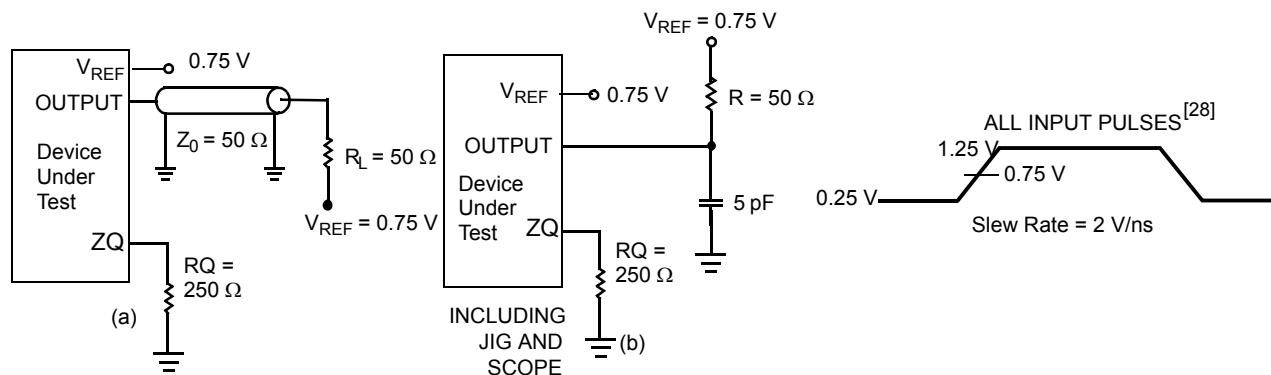 V_REF 0.75 V
OUTPUT
Z_0 = 50 Ω
Device
Under
Test
R_L = 50 Ω
V_REF = 0.75 V
ZQ
RQ =
250 Ω
(a)
V_REF = 0.75 V
V_REF 0.75 V
R = 50 Ω
OUTPUT
Device
Under
Test
5 pF
ZQ
RQ =
250 Ω
INCLUDING
JIG AND
SCOPE
(b)
ALL INPUT PULSES[28]
1.25 V
0.75 V
0.25 V
Slew Rate = 2 V/ns